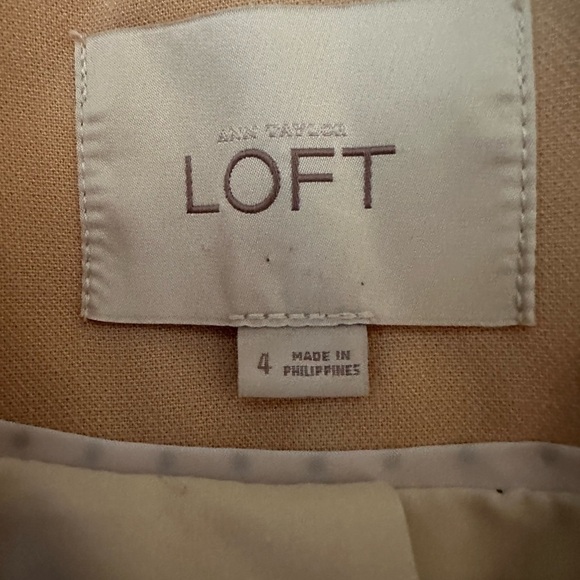 ANN TAYLOR
LOFT
4
MADE IN
PHILIPPINES